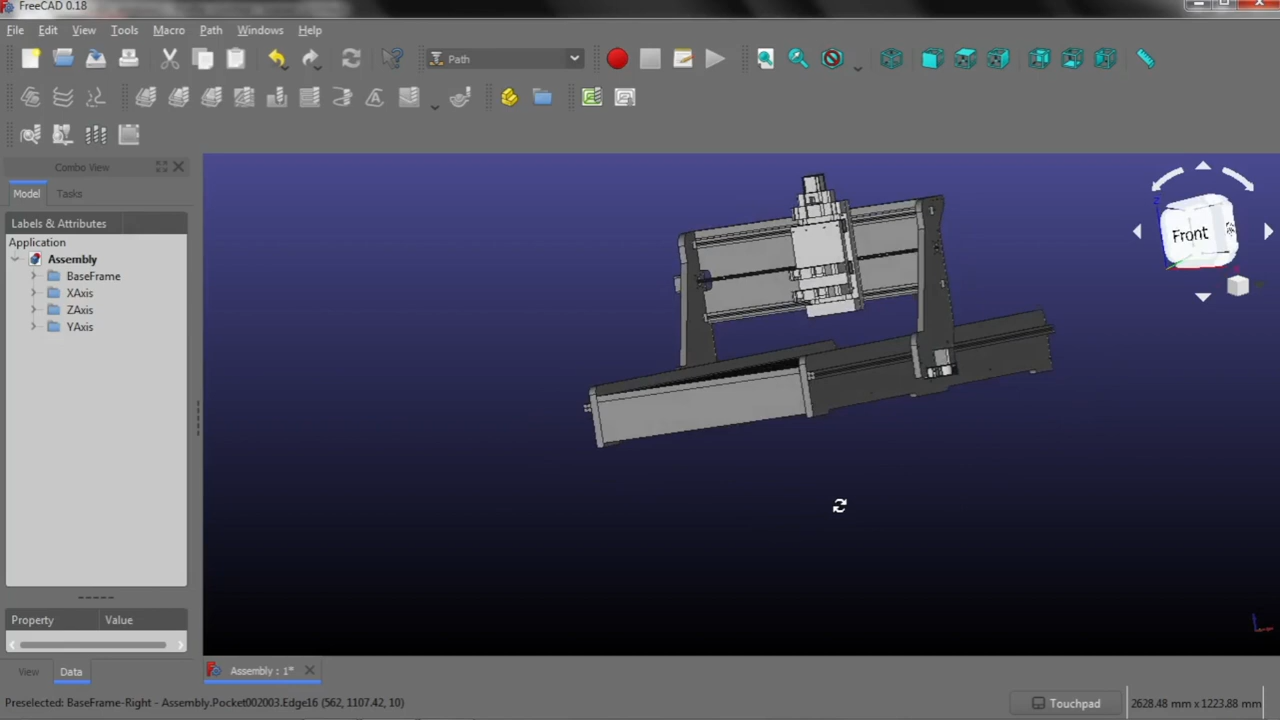 FreeCAD 0.18
File Edit View Tools Macro Path Windows Help
Path
Combo View
Model Tasks
Labels & Attributes
Application
Assembly
BaseFrame
XAxis
ZAxis
YAxis
Front
Property Value
View Data
Assembly : 1*
Preselected: BaseFrame-Right - Assembly.Pocket002003.Edge16 (562, 1107.42, 10)
Touchpad
2628.48 mm x 1223.88 mm